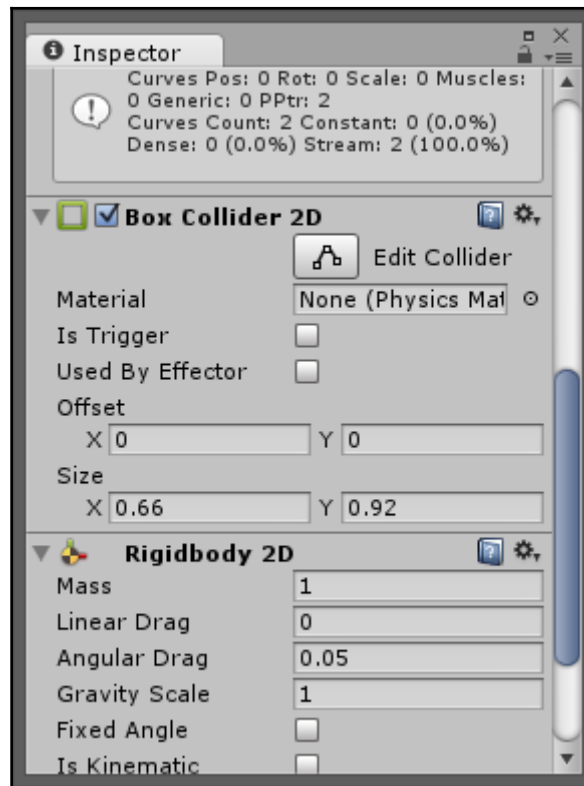 Inspector
Curves Pos: 0 Rot: 0 Scale: 0 Muscles:
0 Generic: 0 PPtr: 2
Curves Count: 2 Constant: 0 (0.0%)
Dense: 0 (0.0%) Stream: 2 (100.0%)
Box Collider 2D
Edit Collider
Material None (Physics Mat
Is Trigger
Used By Effector
Offset
X 0 Y 0
Size
X 0.66 Y 0.92
Rigidbody 2D
Mass 1
Linear Drag 0
Angular Drag 0.05
Gravity Scale 1
Fixed Angle
Is Kinematic